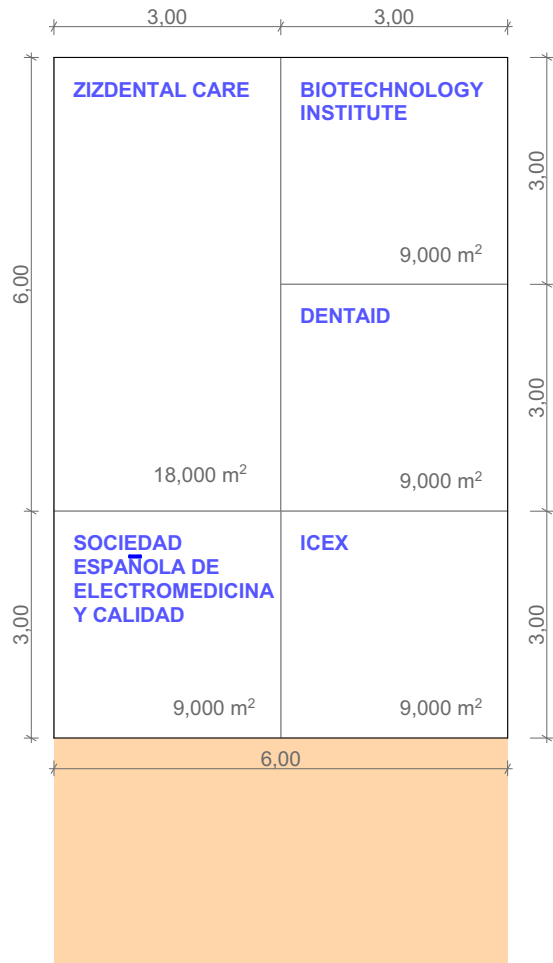 3,00
3,00
ZIZDENTAL CARE
BIOTECHNOLOGY
INSTITUTE
3,00
9,000 m²
6,00
DENTAID
3,00
18,000 m²
9,000 m²
SOCIEDAD
ESPAÑOLA DE
ELECTROMEDICINA
Y CALIDAD
ICEX
3,00
3,00
9,000 m²
9,000 m²
6,00